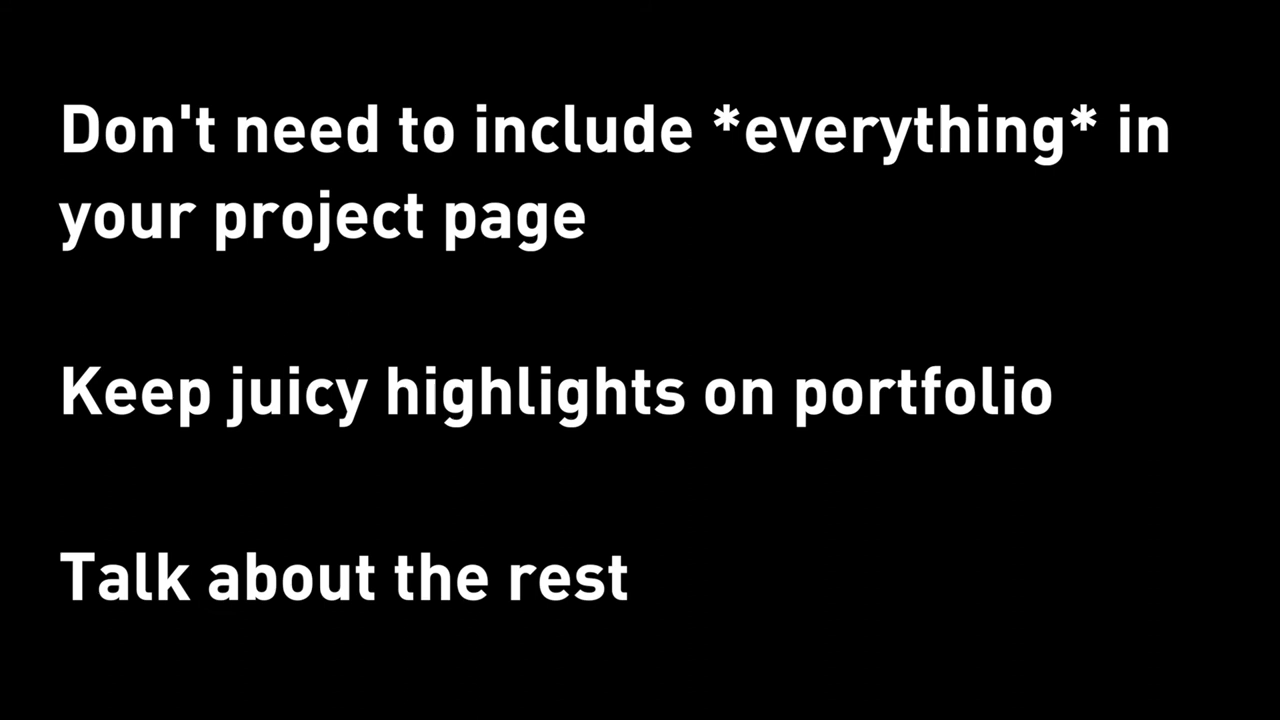 Don't need to include *everything* in
your project page
Keep juicy highlights on portfolio
Talk about the rest